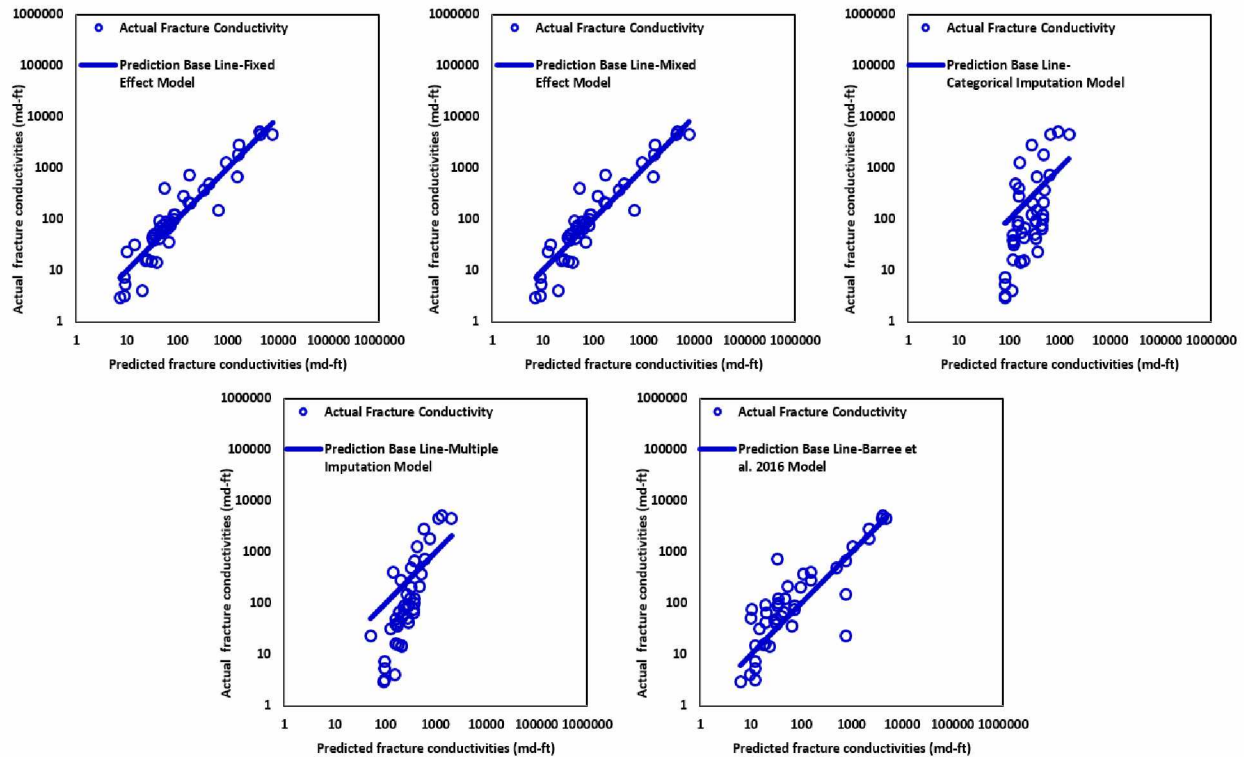 1000000
100000
10000
1000
100
10
1
Actual fracture conductivities (md-ft)
Actual Fracture Conductivity
Prediction Base Line-Fixed
Effect Model
1 10 100 1000 10000 100000 1000000
Predicted fracture conductivities (md-ft)
1000000
100000
10000
1000
100
10
1
Actual fracture conductivities (md-ft)
Actual Fracture Conductivity
Prediction Base Line-Mixed
Effect Model
1 10 100 1000 10000 100000 1000000
Predicted fracture conductivities (md-ft)
1000000
100000
10000
1000
100
10
1
Actual fracture conductivities (md-ft)
Actual Fracture Conductivity
Prediction Base Line-
Categorical Imputation Model
1 10 100 1000 10000 100000 1000000
Predicted fracture conductivities (md-ft)
1000000
100000
10000
1000
100
10
1
Actual fracture conductivities (md-ft)
Actual Fracture Conductivity
Prediction Base Line-Multiple
Imputation Model
1 10 100 1000 10000 100000 1000000
Predicted fracture conductivities (md-ft)
1000000
100000
10000
1000
100
10
1
Actual fracture conductivities (md-ft)
Actual Fracture Conductivity
Prediction Base Line-Barree et
al. 2016 Model
1 10 100 1000 10000 100000 1000000
Predicted fracture conductivities (md-ft)